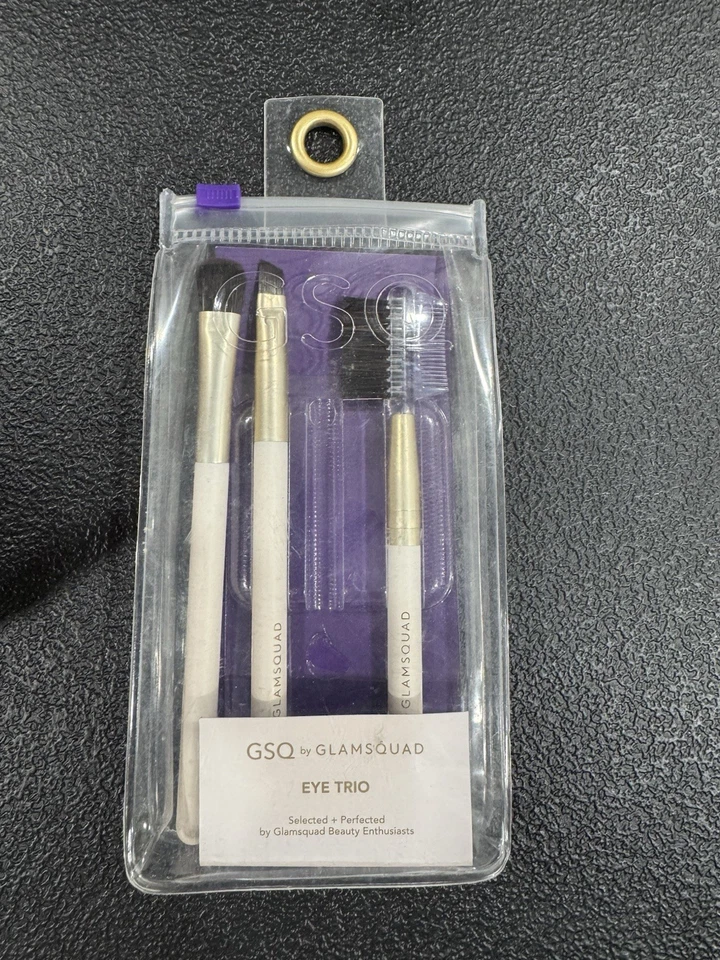 GSQ
GLAMSQUAD
GLAMSQUAD
GSQ by GLAMSQUAD
EYE TRIO
Selected + Perfected
by Glamsquad Beauty Enthusiasts